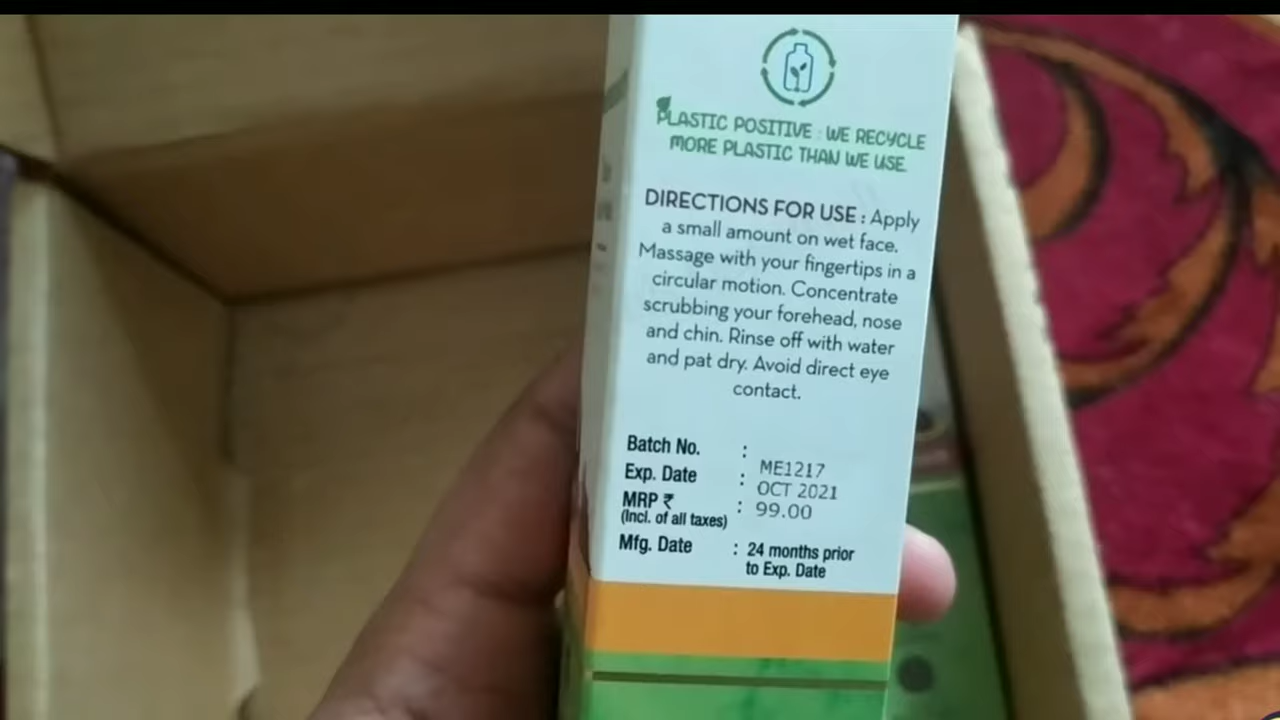 PLASTIC POSITIVE : WE RECYCLE
MORE PLASTIC THAN WE USE.
DIRECTIONS FOR USE : Apply
a small amount on wet face.
Massage with your fingertips in a
circular motion. Concentrate
scrubbing your forehead, nose
and chin. Rinse off with water
and pat dry. Avoid direct eye
contact.
Batch No. : ME1217
Exp. Date : OCT 2021
MRP ₹ : 99.00
(Incl. of all taxes)
Mfg. Date : 24 months prior
to Exp. Date